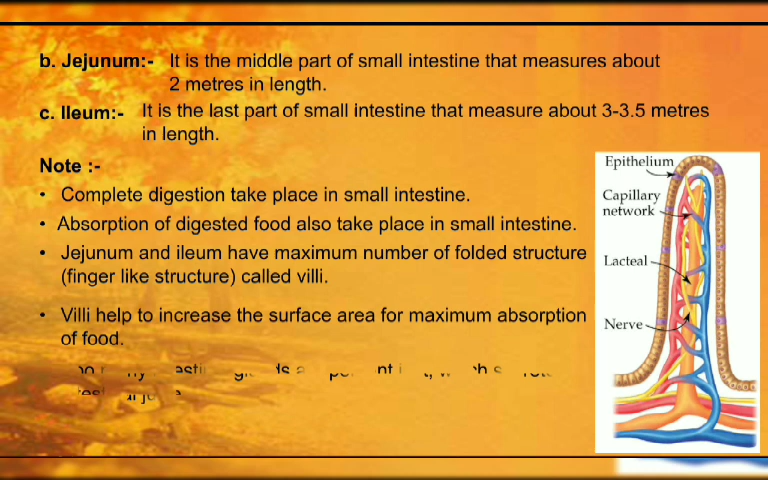 b. Jejunum:- It is the middle part of small intestine that measures about
2 metres in length.
c. Ileum:- It is the last part of small intestine that measure about 3-3.5 metres
in length.
Note :-
• Complete digestion take place in small intestine.
• Absorption of digested food also take place in small intestine.
• Jejunum and ileum have maximum number of folded structure
(finger like structure) called villi.
• Villi help to increase the surface area for maximum absorption
of food.
Epithelium
Capillary
network
Lacteal
Nerve